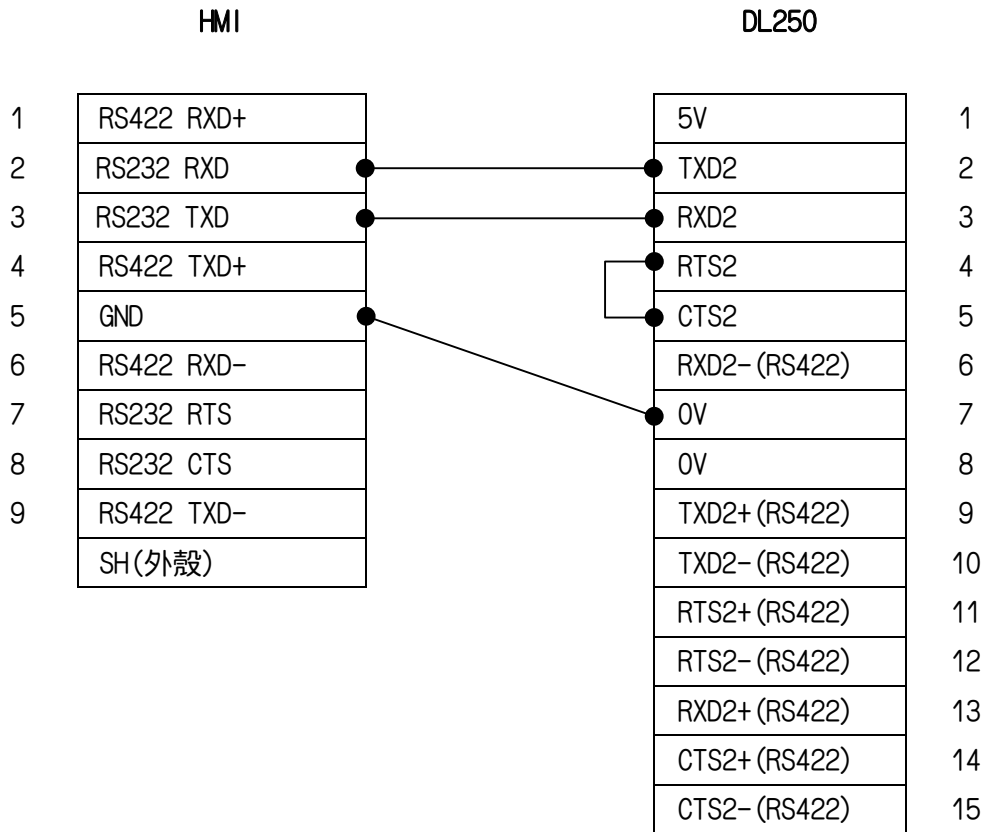 HMI DL250
1 RS422 RXD+ 5V 1
2 RS232 RXD TXD2 2
3 RS232 TXD RXD2 3
4 RS422 TXD+ RTS2 4
5 GND CTS2 5
6 RS422 RXD- RXD2-(RS422) 6
7 RS232 RTS 0V 7
8 RS232 CTS 0V 8
9 RS422 TXD- TXD2+(RS422) 9
SH(外殼) TXD2-(RS422) 10
RTS2+(RS422) 11
RTS2-(RS422) 12
RXD2+(RS422) 13
CTS2+(RS422) 14
CTS2-(RS422) 15